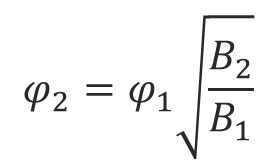 φ₂ = φ₁ √(B₂/B₁)